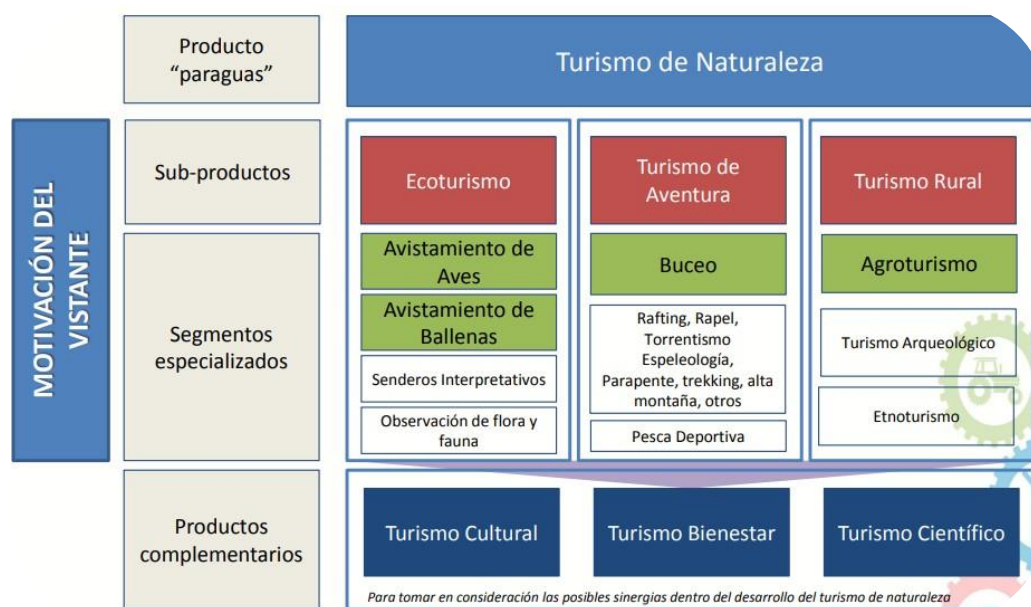 Producto
“paraguas”
Turismo de Naturaleza
MOTIVACIÓN DEL
VISTANTE
Sub-productos
Ecoturismo
Turismo de
Aventura
Turismo Rural
Segmentos
especializados
Avistamiento de
Aves
Avistamiento de
Ballenas
Senderos Interpretativos
Observación de flora y
fauna
Buceo
Rafting, Rapel,
Torrentismo
Espeleología,
Parapente, trekking, alta
montaña, otros
Pesca Deportiva
Agroturismo
Turismo Arqueológico
Etnoturismo
Productos
complementarios
Turismo Cultural
Turismo Bienestar
Turismo Científico
Para tomar en consideración las posibles sinergias dentro del desarrollo del turismo de naturaleza